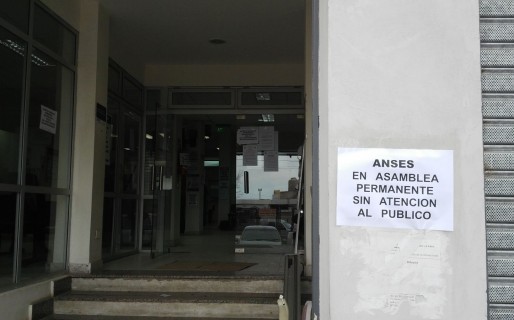 ANSES
EN ASAMBLEA
PERMANENTE
SIN ATENCION
AL PUBLICO